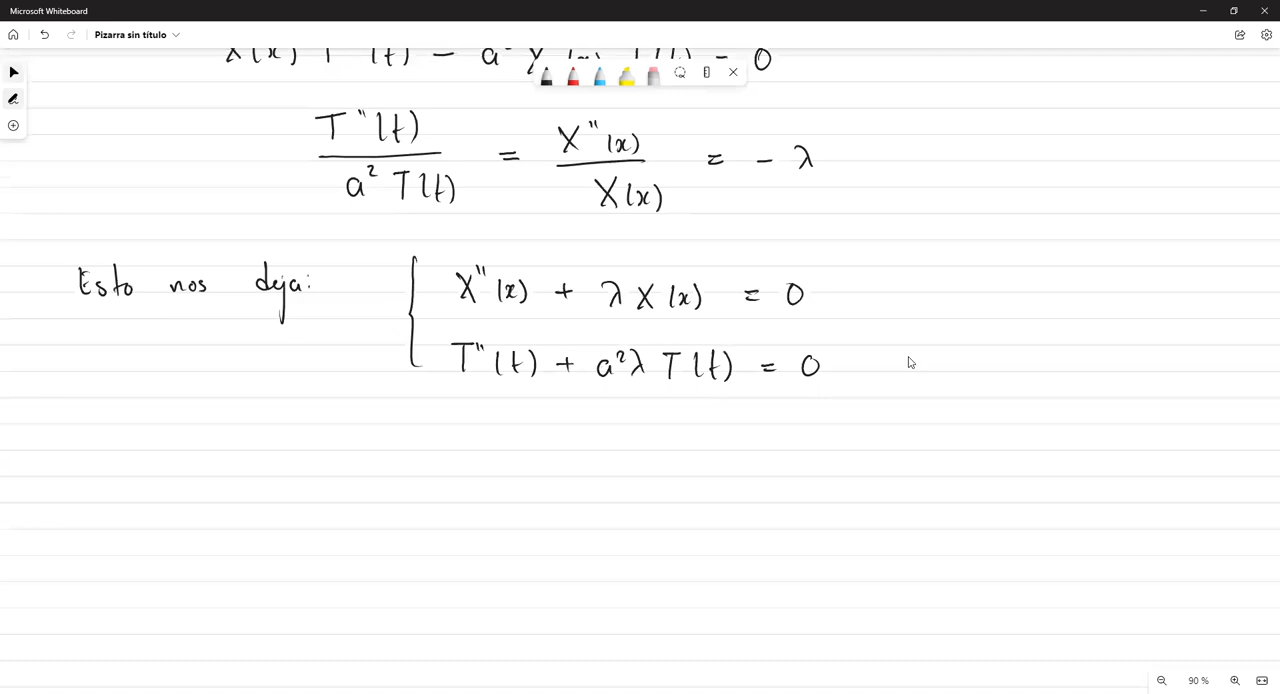 Microsoft Whiteboard
Pizarra sin título
T''(t) / a² T(t) = X''(x) / X(x) = - λ
Esto nos deja:
X''(x) + λ X(x) = 0
T''(t) + a²λ T(t) = 0
90 %